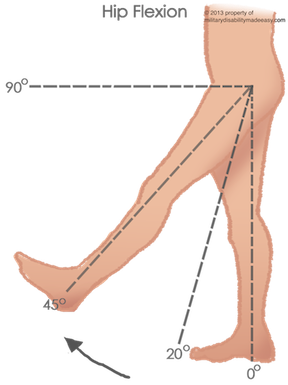 Hip Flexion
© 2013 property of
militarydisabilitymadeeasy.com
90°
45°
20°
0°